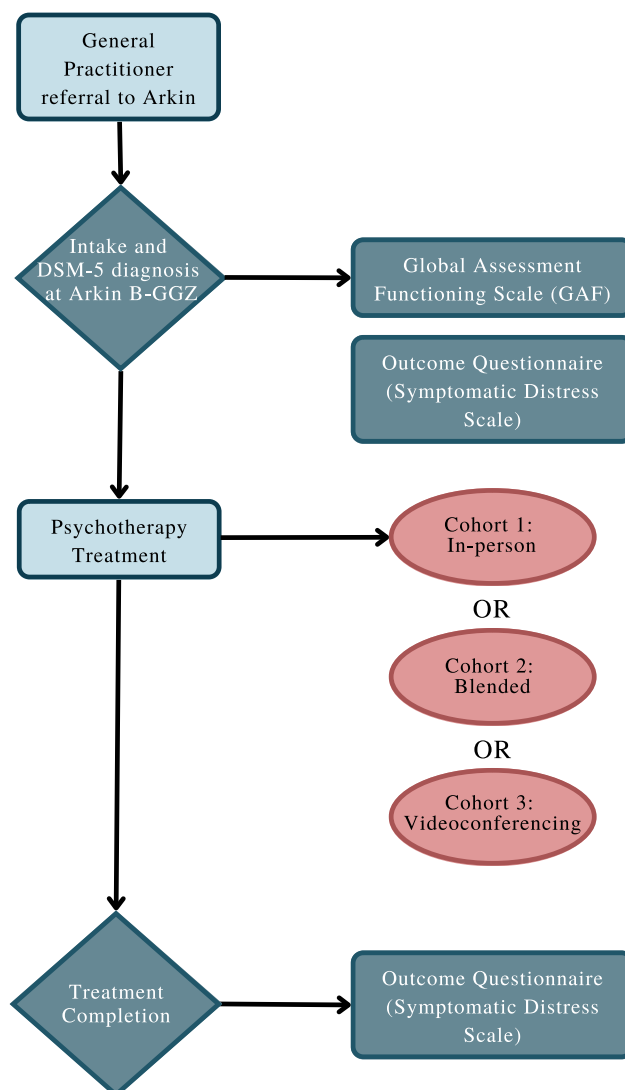 General
Practitioner
referral to Arkin
Intake and
DSM-5 diagnosis
at Arkin B-GGZ
Global Assessment
Functioning Scale (GAF)
Outcome Questionnaire
(Symptomatic Distress
Scale)
Psychotherapy
Treatment
Cohort 1:
In-person
OR
Cohort 2:
Blended
OR
Cohort 3:
Videoconferencing
Treatment
Completion
Outcome Questionnaire
(Symptomatic Distress
Scale)